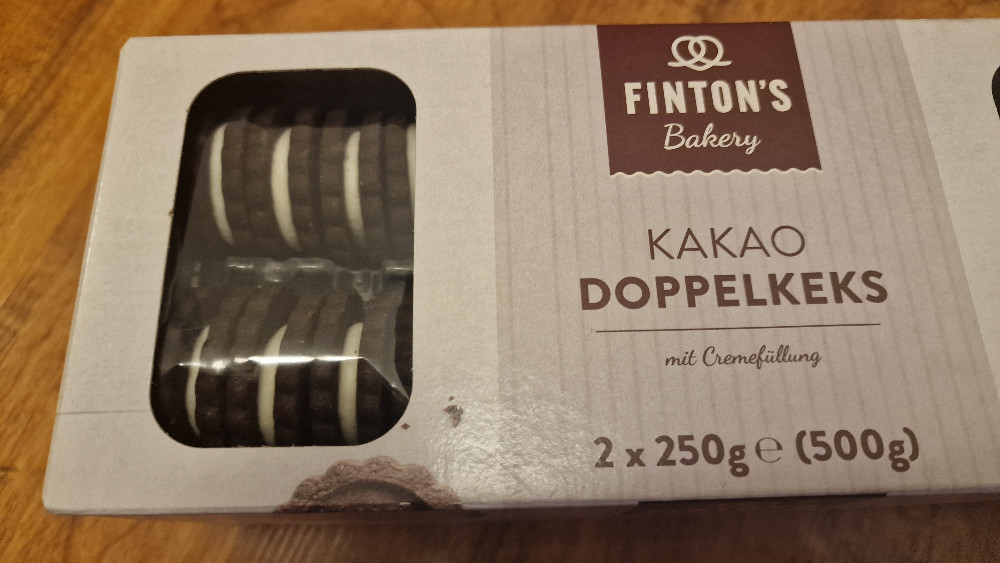 FINTON'S
Bakery
KAKAO
DOPPELKEKS
mit Cremefüllung
2 x 250g ℮ (500g)